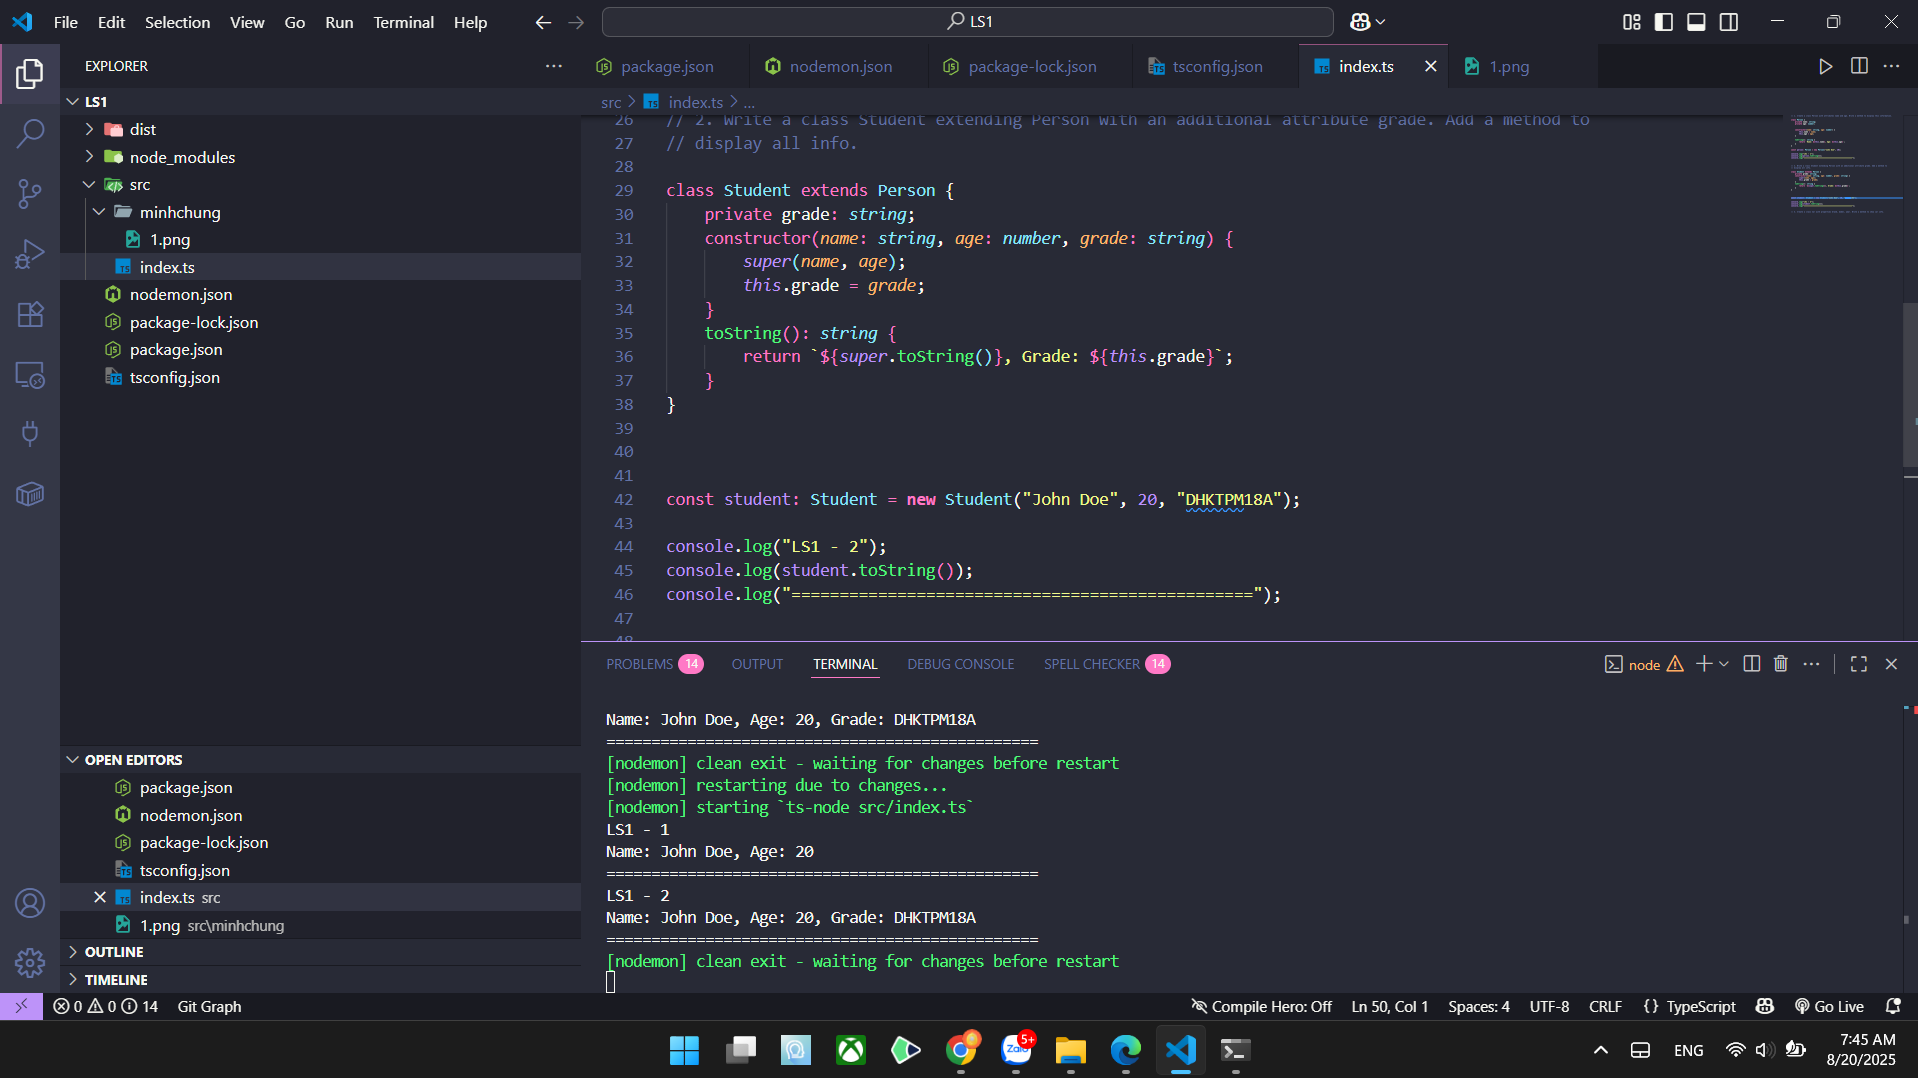 File Edit Selection View Go Run Terminal Help
LS1
EXPLORER
package.json
nodemon.json
package-lock.json
tsconfig.json
index.ts
1.png
LS1
dist
node_modules
src
minhchung
1.png
index.ts
nodemon.json
package-lock.json
package.json
tsconfig.json
src > index.ts > ...
26 // 2. Write a class Student extending Person with an additional attribute grade. Add a method to
27 // display all info.
28
29 class Student extends Person {
30 private grade: string;
31 constructor(name: string, age: number, grade: string) {
32 super(name, age);
33 this.grade = grade;
34 }
35 toString(): string {
36 return `${super.toString()}, Grade: ${this.grade}`;
37 }
38 }
39
40
41
42 const student: Student = new Student("John Doe", 20, "DHKTPM18A");
43
44 console.log("LS1 - 2");
45 console.log(student.toString());
46 console.log("================================================");
47
48
PROBLEMS 14 OUTPUT TERMINAL DEBUG CONSOLE SPELL CHECKER 14
node
Name: John Doe, Age: 20, Grade: DHKTPM18A
================================================
[nodemon] clean exit - waiting for changes before restart
[nodemon] restarting due to changes...
[nodemon] starting `ts-node src/index.ts`
LS1 - 1
Name: John Doe, Age: 20
================================================
LS1 - 2
Name: John Doe, Age: 20, Grade: DHKTPM18A
================================================
[nodemon] clean exit - waiting for changes before restart
OPEN EDITORS
package.json
nodemon.json
package-lock.json
tsconfig.json
index.ts src
1.png src\minhchung
OUTLINE
TIMELINE
0 0 14 Git Graph
Compile Hero: Off Ln 50, Col 1 Spaces: 4 UTF-8 CRLF {} TypeScript Go Live
Zalo 5+
ENG
7:45 AM
8/20/2025